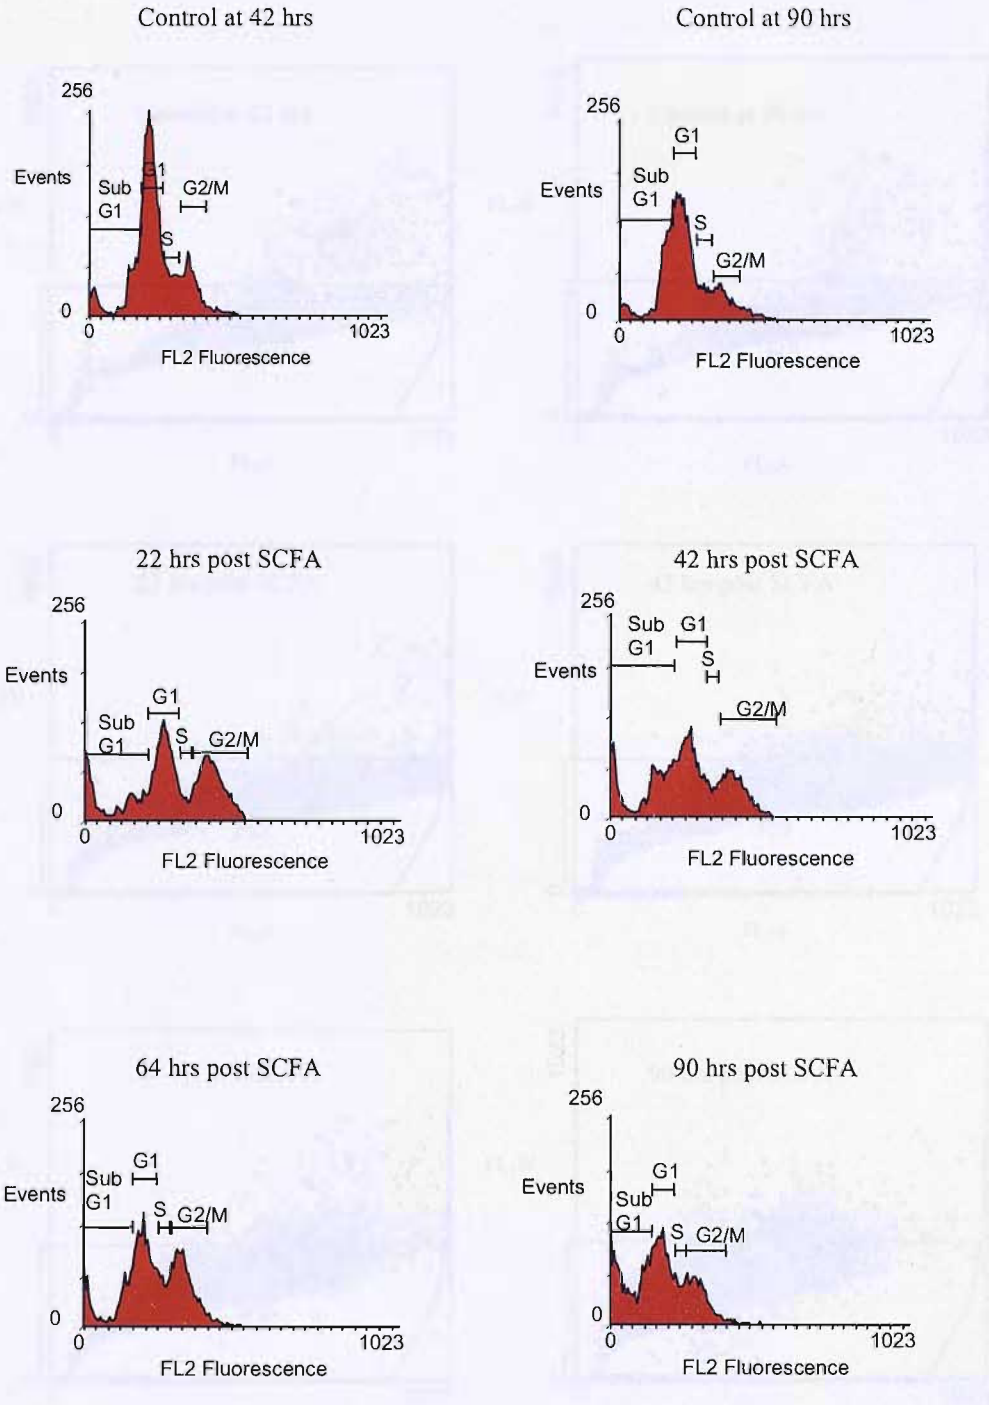 Control at 42 hrs
256
Events
Sub
G1
G1
S
G2/M
0
0
1023
FL2 Fluorescence
Control at 90 hrs
256
Events
Sub
G1
G1
S
G2/M
0
0
1023
FL2 Fluorescence
22 hrs post SCFA
256
Events
Sub
G1
G1
S
G2/M
0
0
1023
FL2 Fluorescence
42 hrs post SCFA
256
Events
Sub
G1
G1
S
G2/M
0
0
1023
FL2 Fluorescence
64 hrs post SCFA
256
Events
Sub
G1
G1
S
G2/M
0
0
1023
FL2 Fluorescence
90 hrs post SCFA
256
Events
Sub
G1
G1
S
G2/M
0
0
1023
FL2 Fluorescence